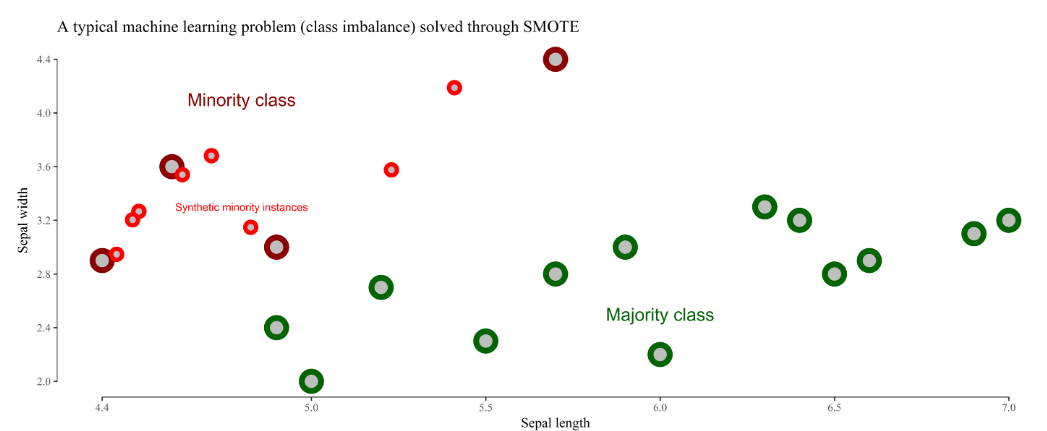 A typical machine learning problem (class imbalance) solved through SMOTE
4.4
Minority class
4.0
3.6
Synthetic minority instances
3.2
Sepal width
2.8
Majority class
2.4
2.0
4.4 5.0 5.5 6.0 6.5 7.0
Sepal length